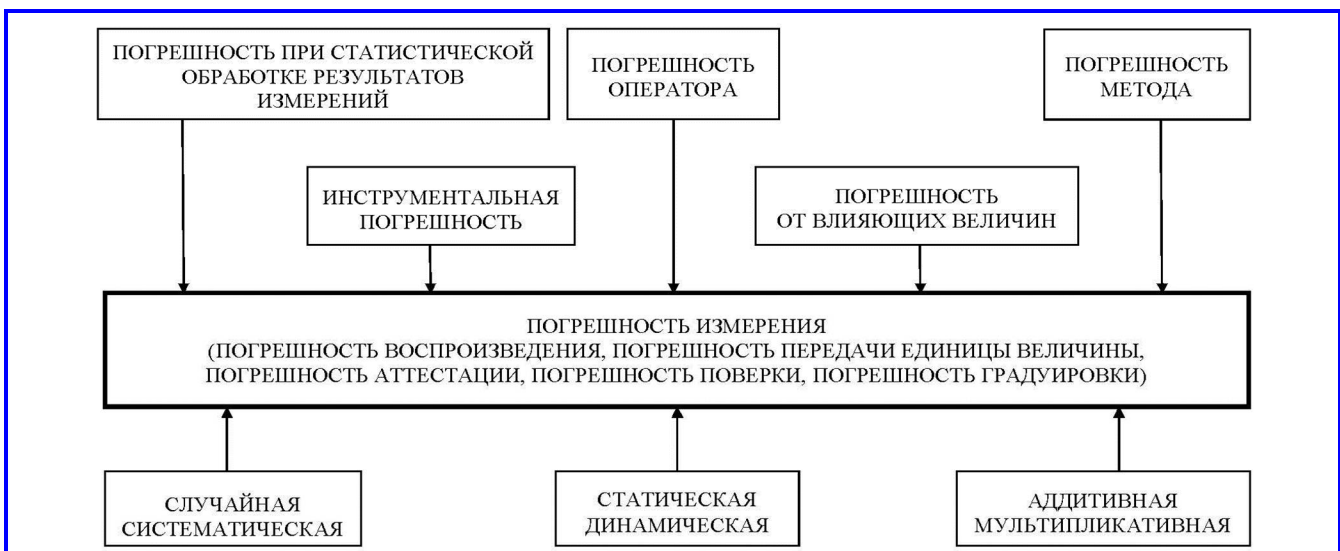 ПОГРЕШНОСТЬ ПРИ СТАТИСТИЧЕСКОЙ
ОБРАБОТКЕ РЕЗУЛЬТАТОВ
ИЗМЕРЕНИЙ
ПОГРЕШНОСТЬ
ОПЕРАТОРА
ПОГРЕШНОСТЬ
МЕТОДА
ИНСТРУМЕНТАЛЬНАЯ
ПОГРЕШНОСТЬ
ПОГРЕШНОСТЬ
ОТ ВЛИЯЮЩИХ ВЕЛИЧИН
ПОГРЕШНОСТЬ ИЗМЕРЕНИЯ
(ПОГРЕШНОСТЬ ВОСПРОИЗВЕДЕНИЯ, ПОГРЕШНОСТЬ ПЕРЕДАЧИ ЕДИНИЦЫ ВЕЛИЧИНЫ,
ПОГРЕШНОСТЬ АТТЕСТАЦИИ, ПОГРЕШНОСТЬ ПОВЕРКИ, ПОГРЕШНОСТЬ ГРАДУИРОВКИ)
СЛУЧАЙНАЯ
СИСТЕМАТИЧЕСКАЯ
СТАТИЧЕСКАЯ
ДИНАМИЧЕСКАЯ
АДДИТИВНАЯ
МУЛЬТИПЛИКАТИВНАЯ